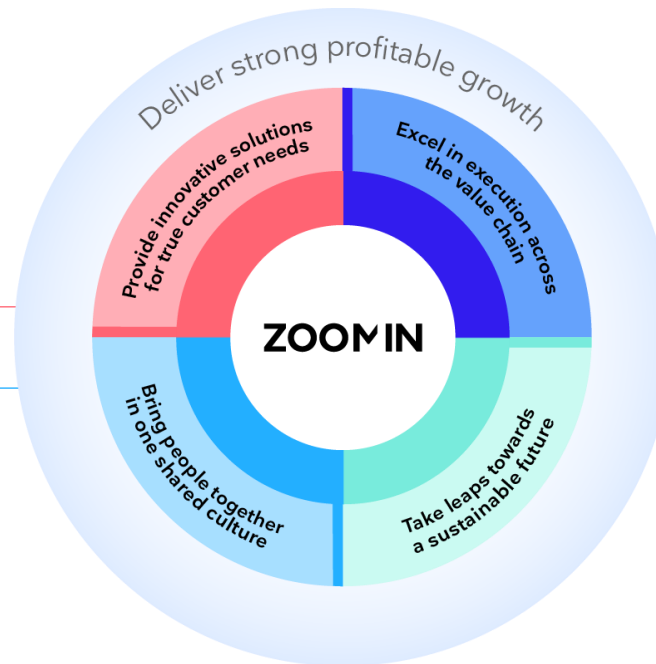 Deliver strong profitable growth
Provide innovative solutions
for true customer needs
Excel in execution across
the value chain
ZOOMIN
Bring people together
in one shared culture
Take leaps towards
a sustainable future